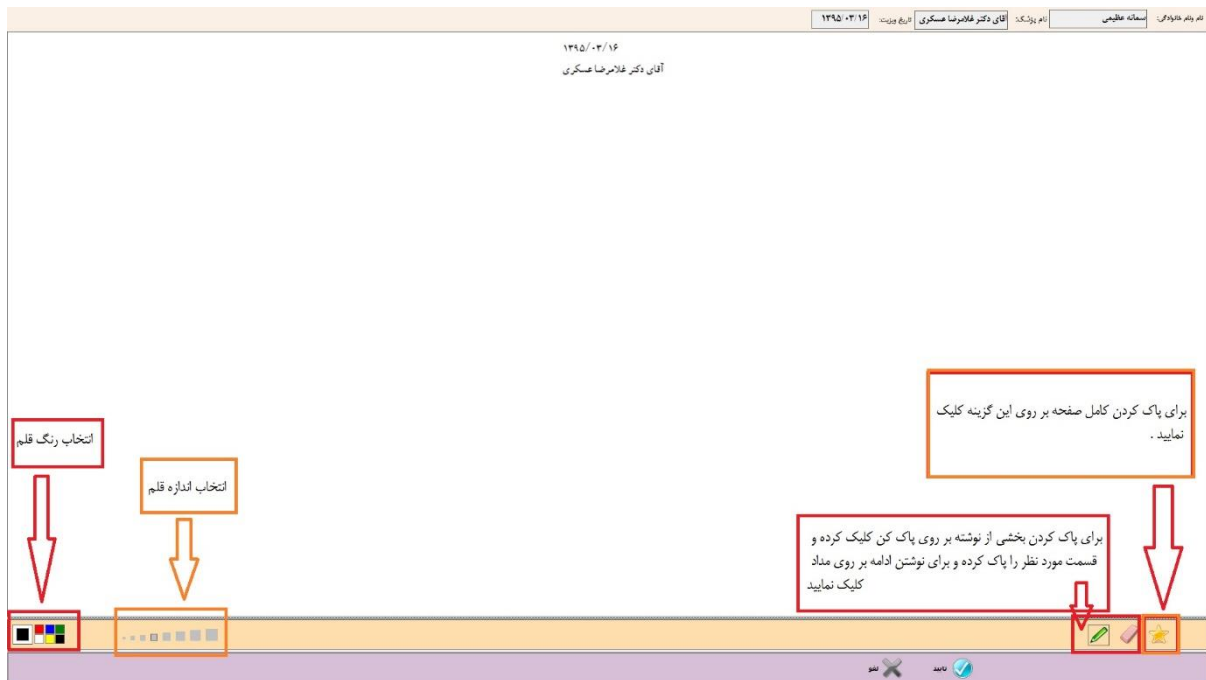 نام ونام خانوادگی: سمانه عظیمی نام پزشک: آقای دکتر غلامرضا عسکری تاریخ ویزیت: ۱۳۹۵/۰۳/۱۶
۱۳۹۵/۰۳/۱۶
آقای دکتر غلامرضا عسکری
برای پاک کردن کامل صفحه بر روی این گزینه کلیک
نمایید .
انتخاب رنگ قلم
انتخاب اندازه قلم
برای پاک کردن بخشی از نوشته بر روی پاک کن کلیک کرده و
قسمت مورد نظر را پاک کرده و برای نوشتن ادامه بر روی مداد
کلیک نمایید
تایید لغو